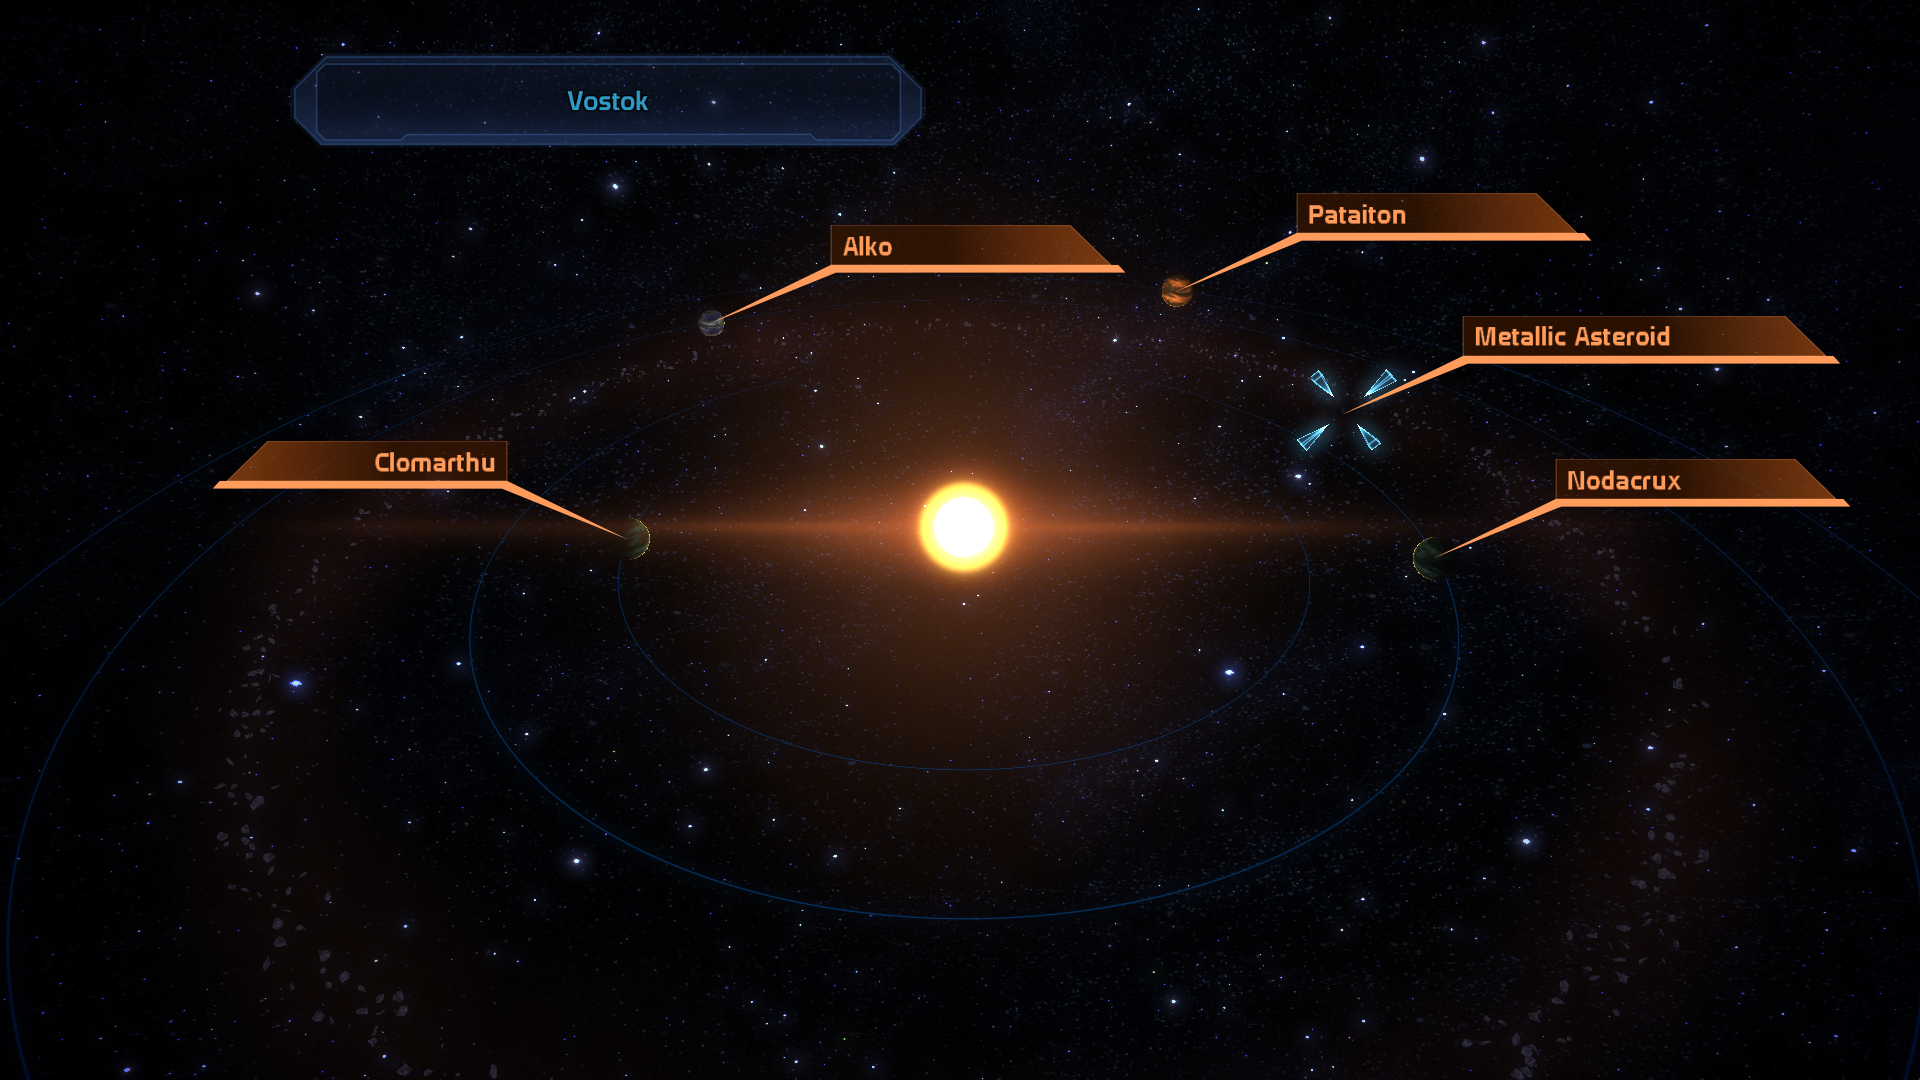 Vostok
Pataiton
Alko
Metallic Asteroid
Clomarthu
Nodacrux